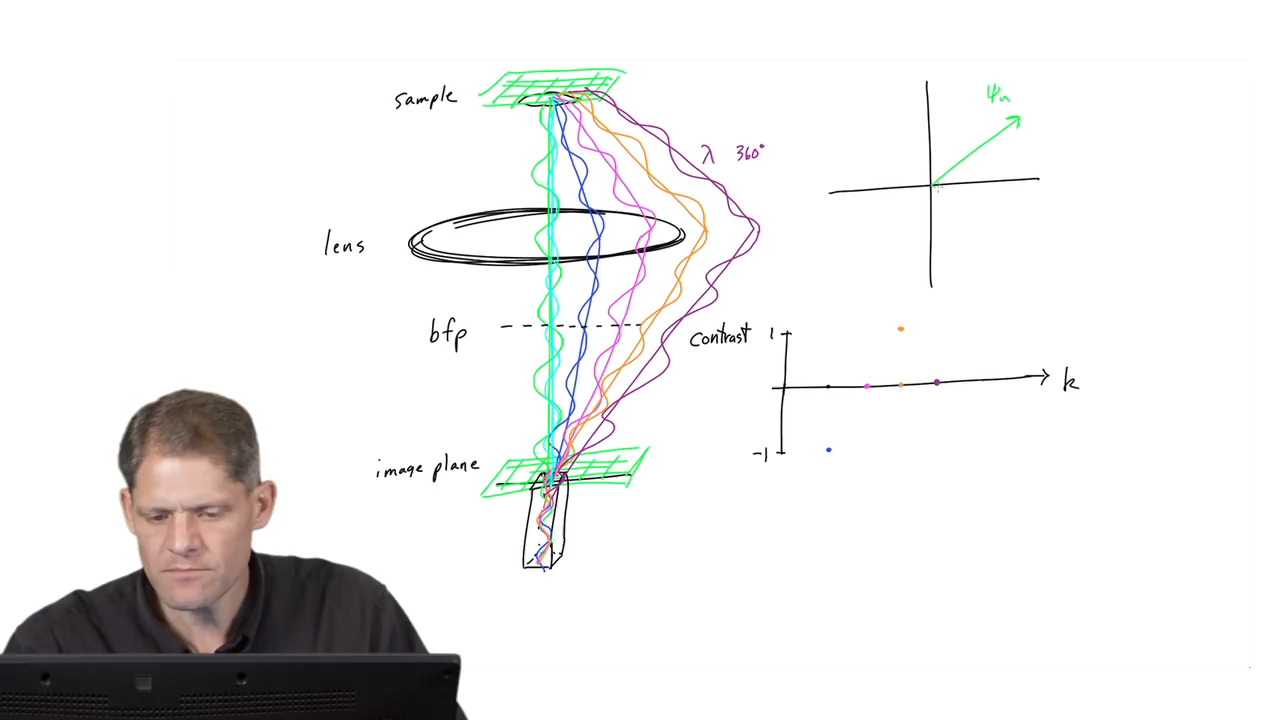 sample
ψn
λ 360°
lens
bfp
contrast
1
k
-1
image plane